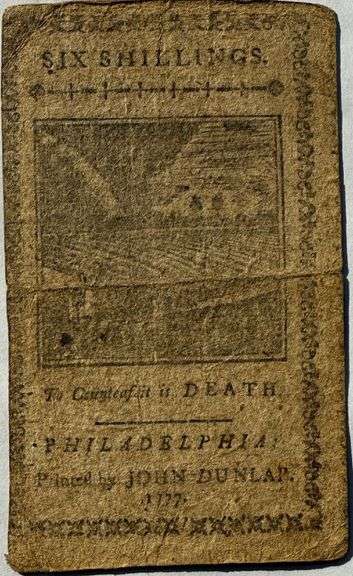 SIX SHILLINGS.
To Counterfeit is DEATH.
PHILADELPHIA:
Printed by JOHN DUNLAP.
1777.